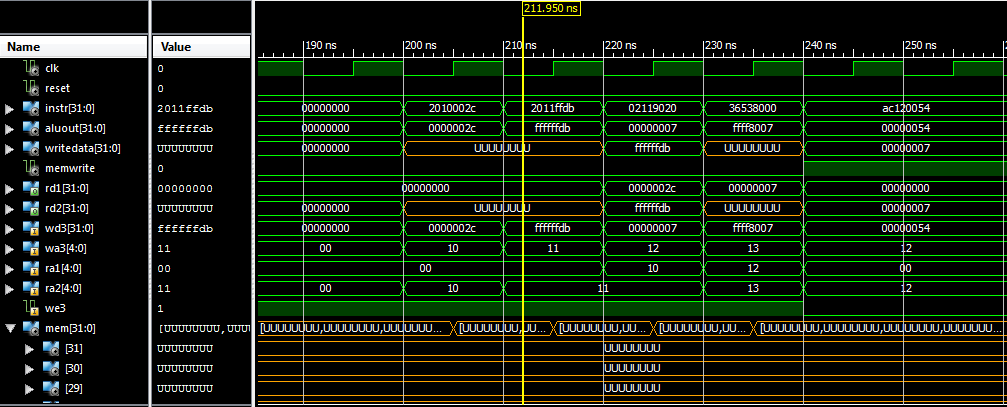 211.950 ns
Name Value 190 ns 200 ns 210 ns 220 ns 230 ns 240 ns 250 ns
clk 0
reset 0
instr[31:0] 2011ffdb 00000000 2010002c 2011ffdb 02119020 36538000 ac120054
aluout[31:0] ffffffdb 00000000 0000002c ffffffdb 00000007 ffff8007 00000054
writedata[31:0] UUUUUUUU 00000000 UUUUUUUU ffffffdb UUUUUUUU 00000007
memwrite 0
rd1[31:0] 00000000 00000000 0000002c 00000007 00000000
rd2[31:0] UUUUUUUU 00000000 UUUUUUUU ffffffdb UUUUUUUU 00000007
wd3[31:0] ffffffdb 00000000 0000002c ffffffdb 00000007 ffff8007 00000054
wa3[4:0] 11 00 10 11 12 13 12
ra1[4:0] 00 00 10 12 00
ra2[4:0] 11 00 10 11 13 12
we3 1
mem[31:0] [UUUUUUUU,UUU [UUUUUUUU,UUUUUUUU,UUUUUUU... [UUUUUUUU,UU... [UUUUUUUU,UU... [UUUUUUUU,UU... [UUUUUUUU,UUUUUUUU,UUUUUUUU,UUUUUUU...
[31] UUUUUUUU UUUUUUUU
[30] UUUUUUUU UUUUUUUU
[29] UUUUUUUU UUUUUUUU